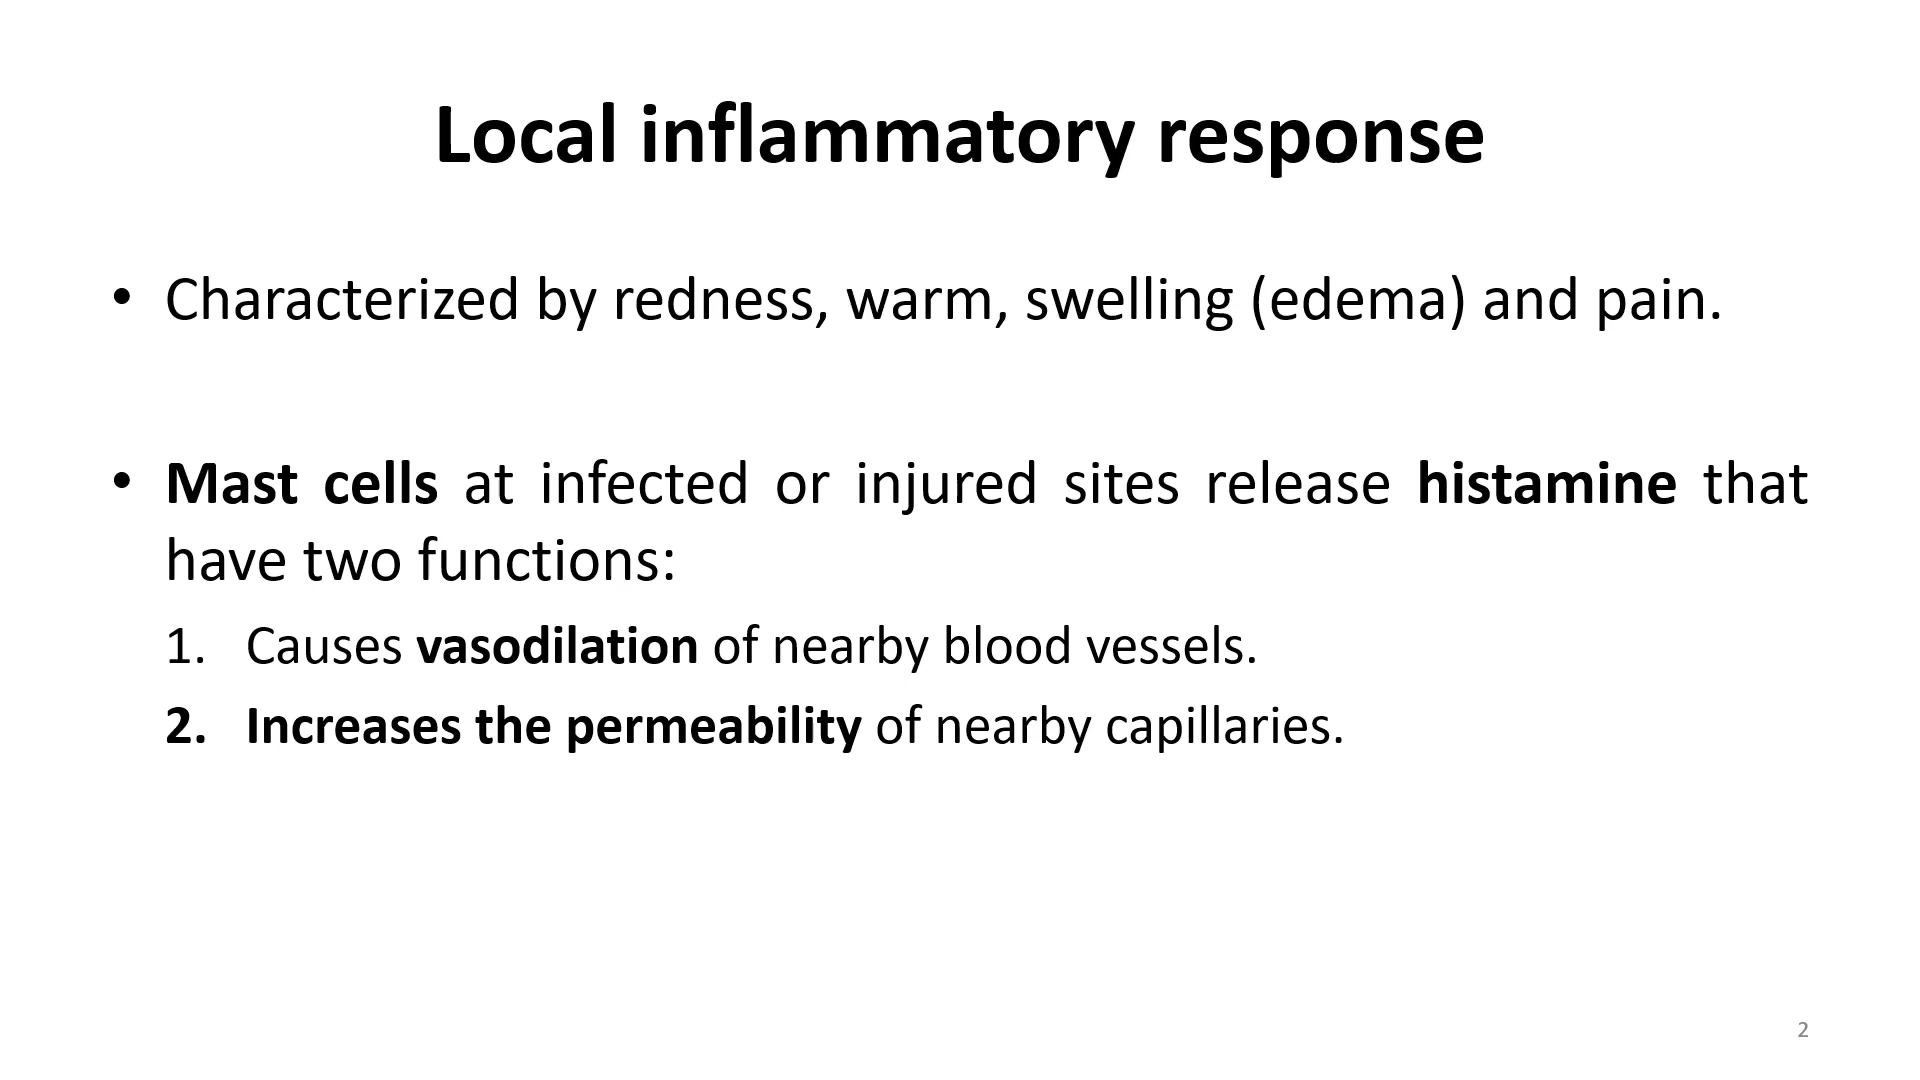 Local inflammatory response
• Characterized by redness, warm, swelling (edema) and pain.
• Mast cells at infected or injured sites release histamine that
have two functions:
1. Causes vasodilation of nearby blood vessels.
2. Increases the permeability of nearby capillaries.
2